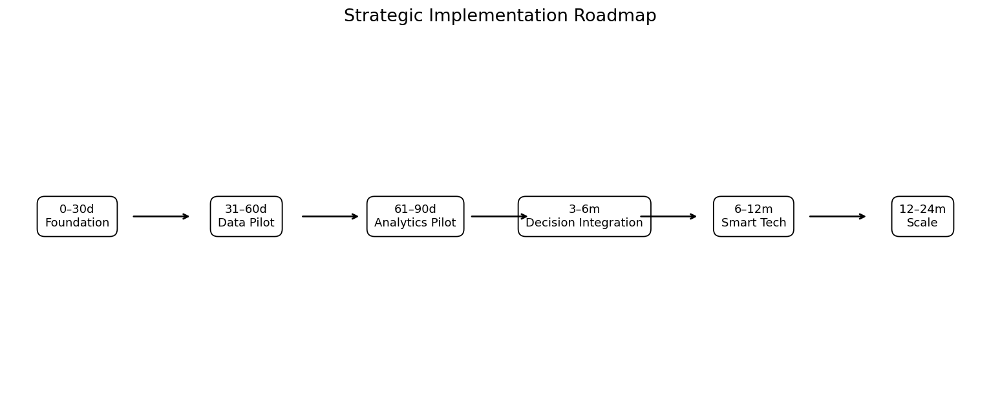 Strategic Implementation Roadmap
0–30d
Foundation
31–60d
Data Pilot
61–90d
Analytics Pilot
3–6m
Decision Integration
6–12m
Smart Tech
12–24m
Scale